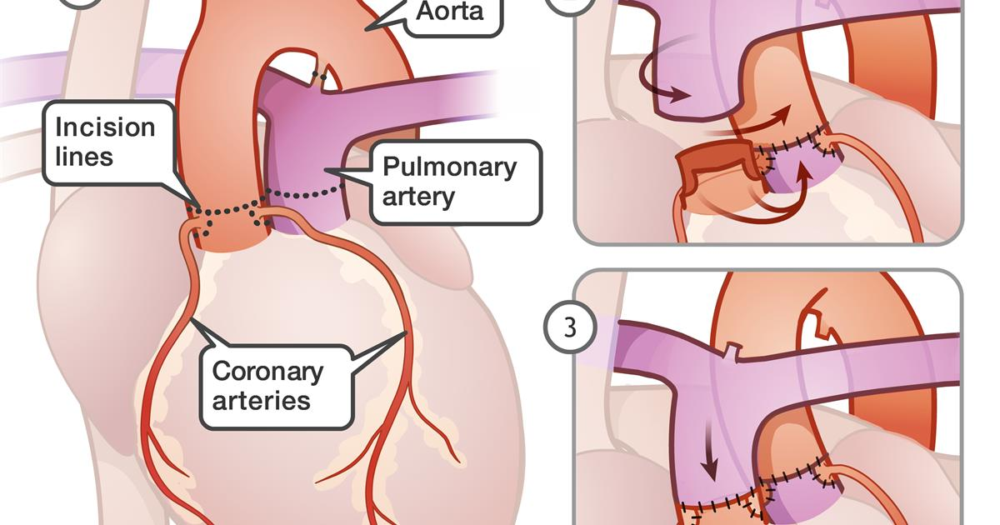 Aorta
Incision
lines
Pulmonary
artery
Coronary
arteries
3